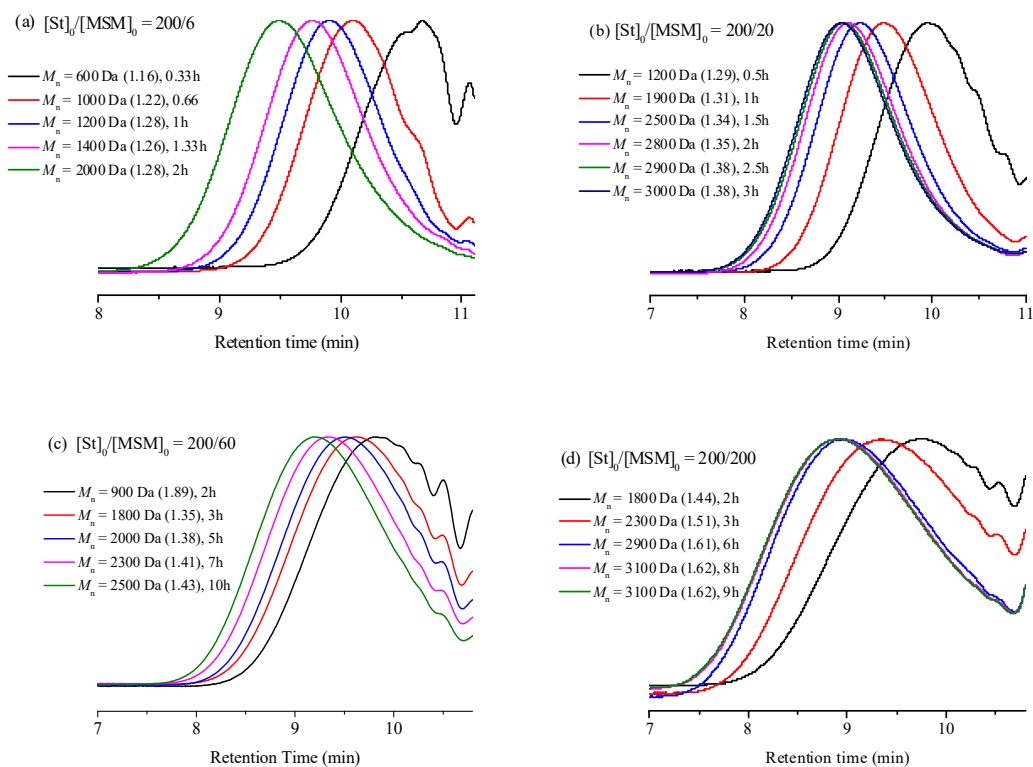 (a) [St]₀/[MSM]₀ = 200/6
Mn = 600 Da (1.16), 0.33h
Mn = 1000 Da (1.22), 0.66
Mn = 1200 Da (1.28), 1h
Mn = 1400 Da (1.26), 1.33h
Mn = 2000 Da (1.28), 2h
8 9 10 11
Retention time (min)
(b) [St]₀/[MSM]₀ = 200/20
Mn = 1200 Da (1.29), 0.5h
Mn = 1900 Da (1.31), 1h
Mn = 2500 Da (1.34), 1.5h
Mn = 2800 Da (1.35), 2h
Mn = 2900 Da (1.38), 2.5h
Mn = 3000 Da (1.38), 3h
7 8 9 10 11
Retention time (min)
(c) [St]₀/[MSM]₀ = 200/60
Mn = 900 Da (1.89), 2h
Mn = 1800 Da (1.35), 3h
Mn = 2000 Da (1.38), 5h
Mn = 2300 Da (1.41), 7h
Mn = 2500 Da (1.43), 10h
7 8 9 10
Retention Time (min)
(d) [St]₀/[MSM]₀ = 200/200
Mn = 1800 Da (1.44), 2h
Mn = 2300 Da (1.51), 3h
Mn = 2900 Da (1.61), 6h
Mn = 3100 Da (1.62), 8h
Mn = 3100 Da (1.62), 9h
7 8 9 10
Retention time (min)